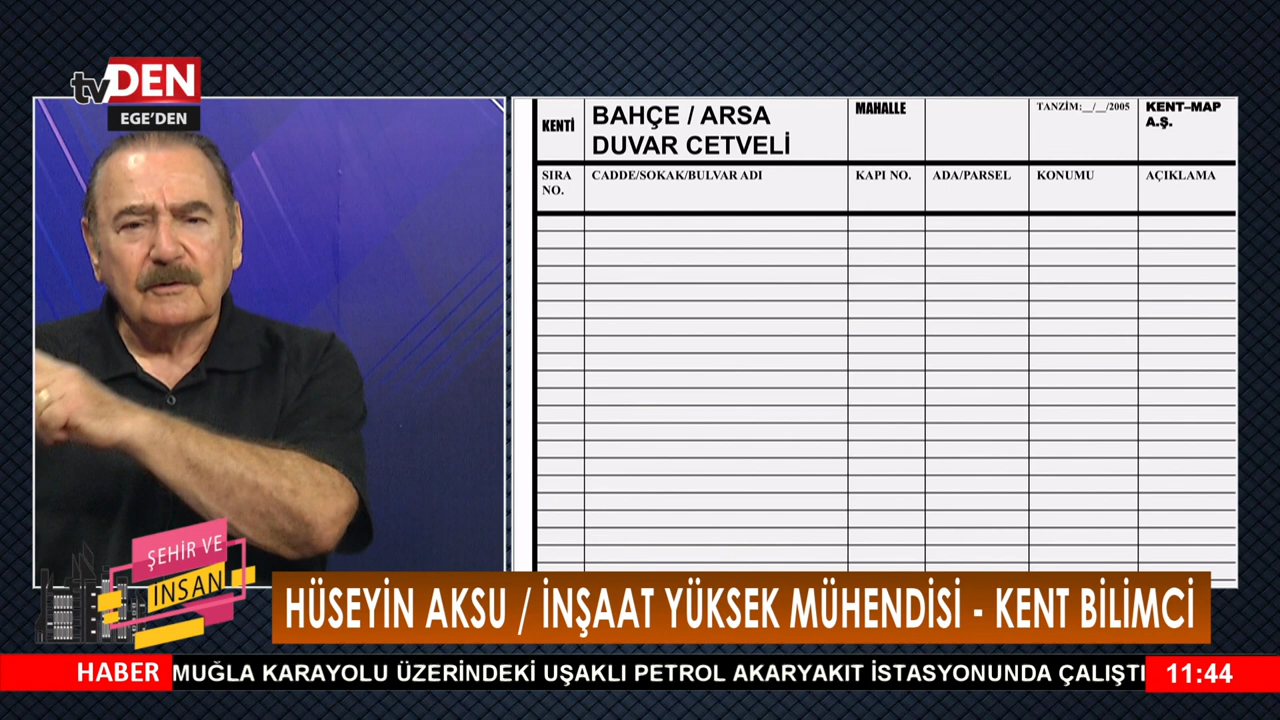 tvDEN
EGE'DEN
KENTİ
BAHÇE / ARSA
DUVAR CETVELİ
MAHALLE
TANZİM:__/__/2005
KENT–MAP
A.Ş.
SIRA
NO.
CADDE/SOKAK/BULVAR ADI
KAPI NO.
ADA/PARSEL
KONUMU
AÇIKLAMA
ŞEHİR VE
İNSAN
HÜSEYİN AKSU / İNŞAAT YÜKSEK MÜHENDİSİ - KENT BİLİMCİ
HABER
MUĞLA KARAYOLU ÜZERİNDEKİ UŞAKLI PETROL AKARYAKIT İSTASYONUNDA ÇALIŞTI
11:44